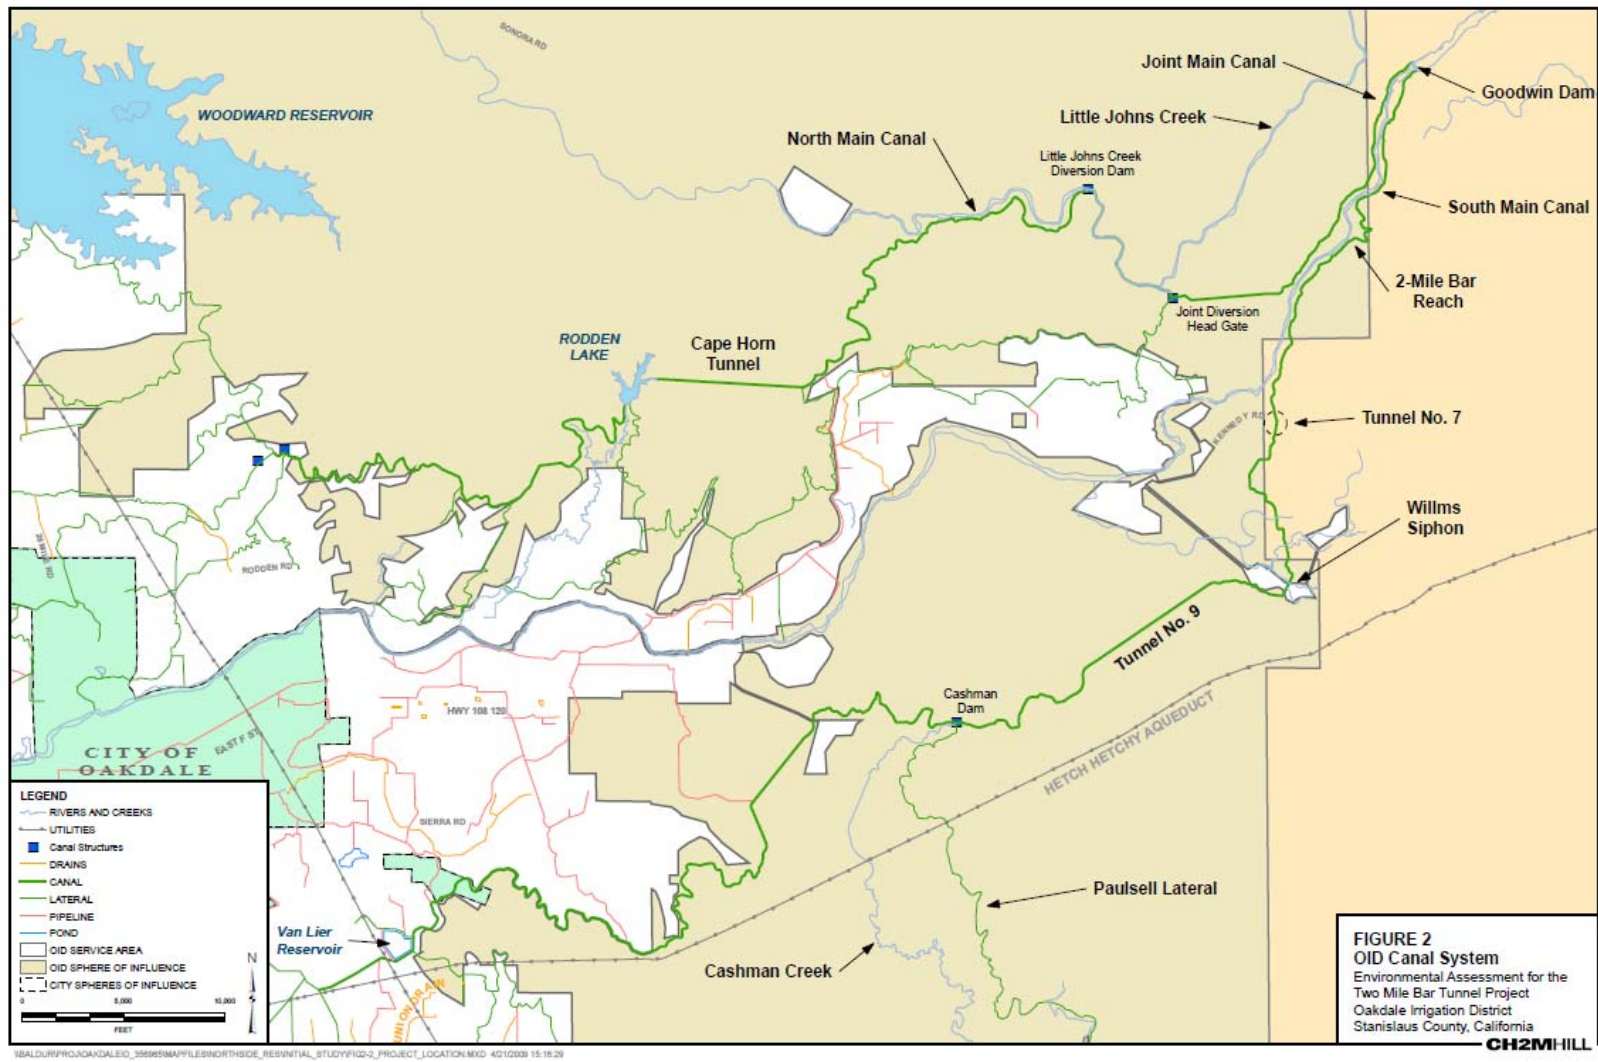 SONORA RD
Joint Main Canal
Goodwin Dam
WOODWARD RESERVOIR
Little Johns Creek
North Main Canal
Little Johns Creek
Diversion Dam
South Main Canal
2-Mile Bar
Reach
Joint Diversion
Head Gate
RODDEN
LAKE
Cape Horn
Tunnel
KENNEDY RD
Tunnel No. 7
Willms
Siphon
RODDEN RD
Tunnel No. 9
Cashman
Dam
HWY 108 120
HETCH HETCHY AQUEDUCT
EAST F ST
CITY OF
OAKDALE
SIERRA RD
Paulsell Lateral
Van Lier
Reservoir
Cashman Creek
UNION DRAIN
LEGEND
RIVERS AND CREEKS
UTILITIES
Canal Structures
DRAINS
CANAL
LATERAL
PIPELINE
POND
OID SERVICE AREA
OID SPHERE OF INFLUENCE
CITY SPHERES OF INFLUENCE
N
0 5,000 10,000
FEET
FIGURE 2
OID Canal System
Environmental Assessment for the
Two Mile Bar Tunnel Project
Oakdale Irrigation District
Stanislaus County, California
CH2MHILL